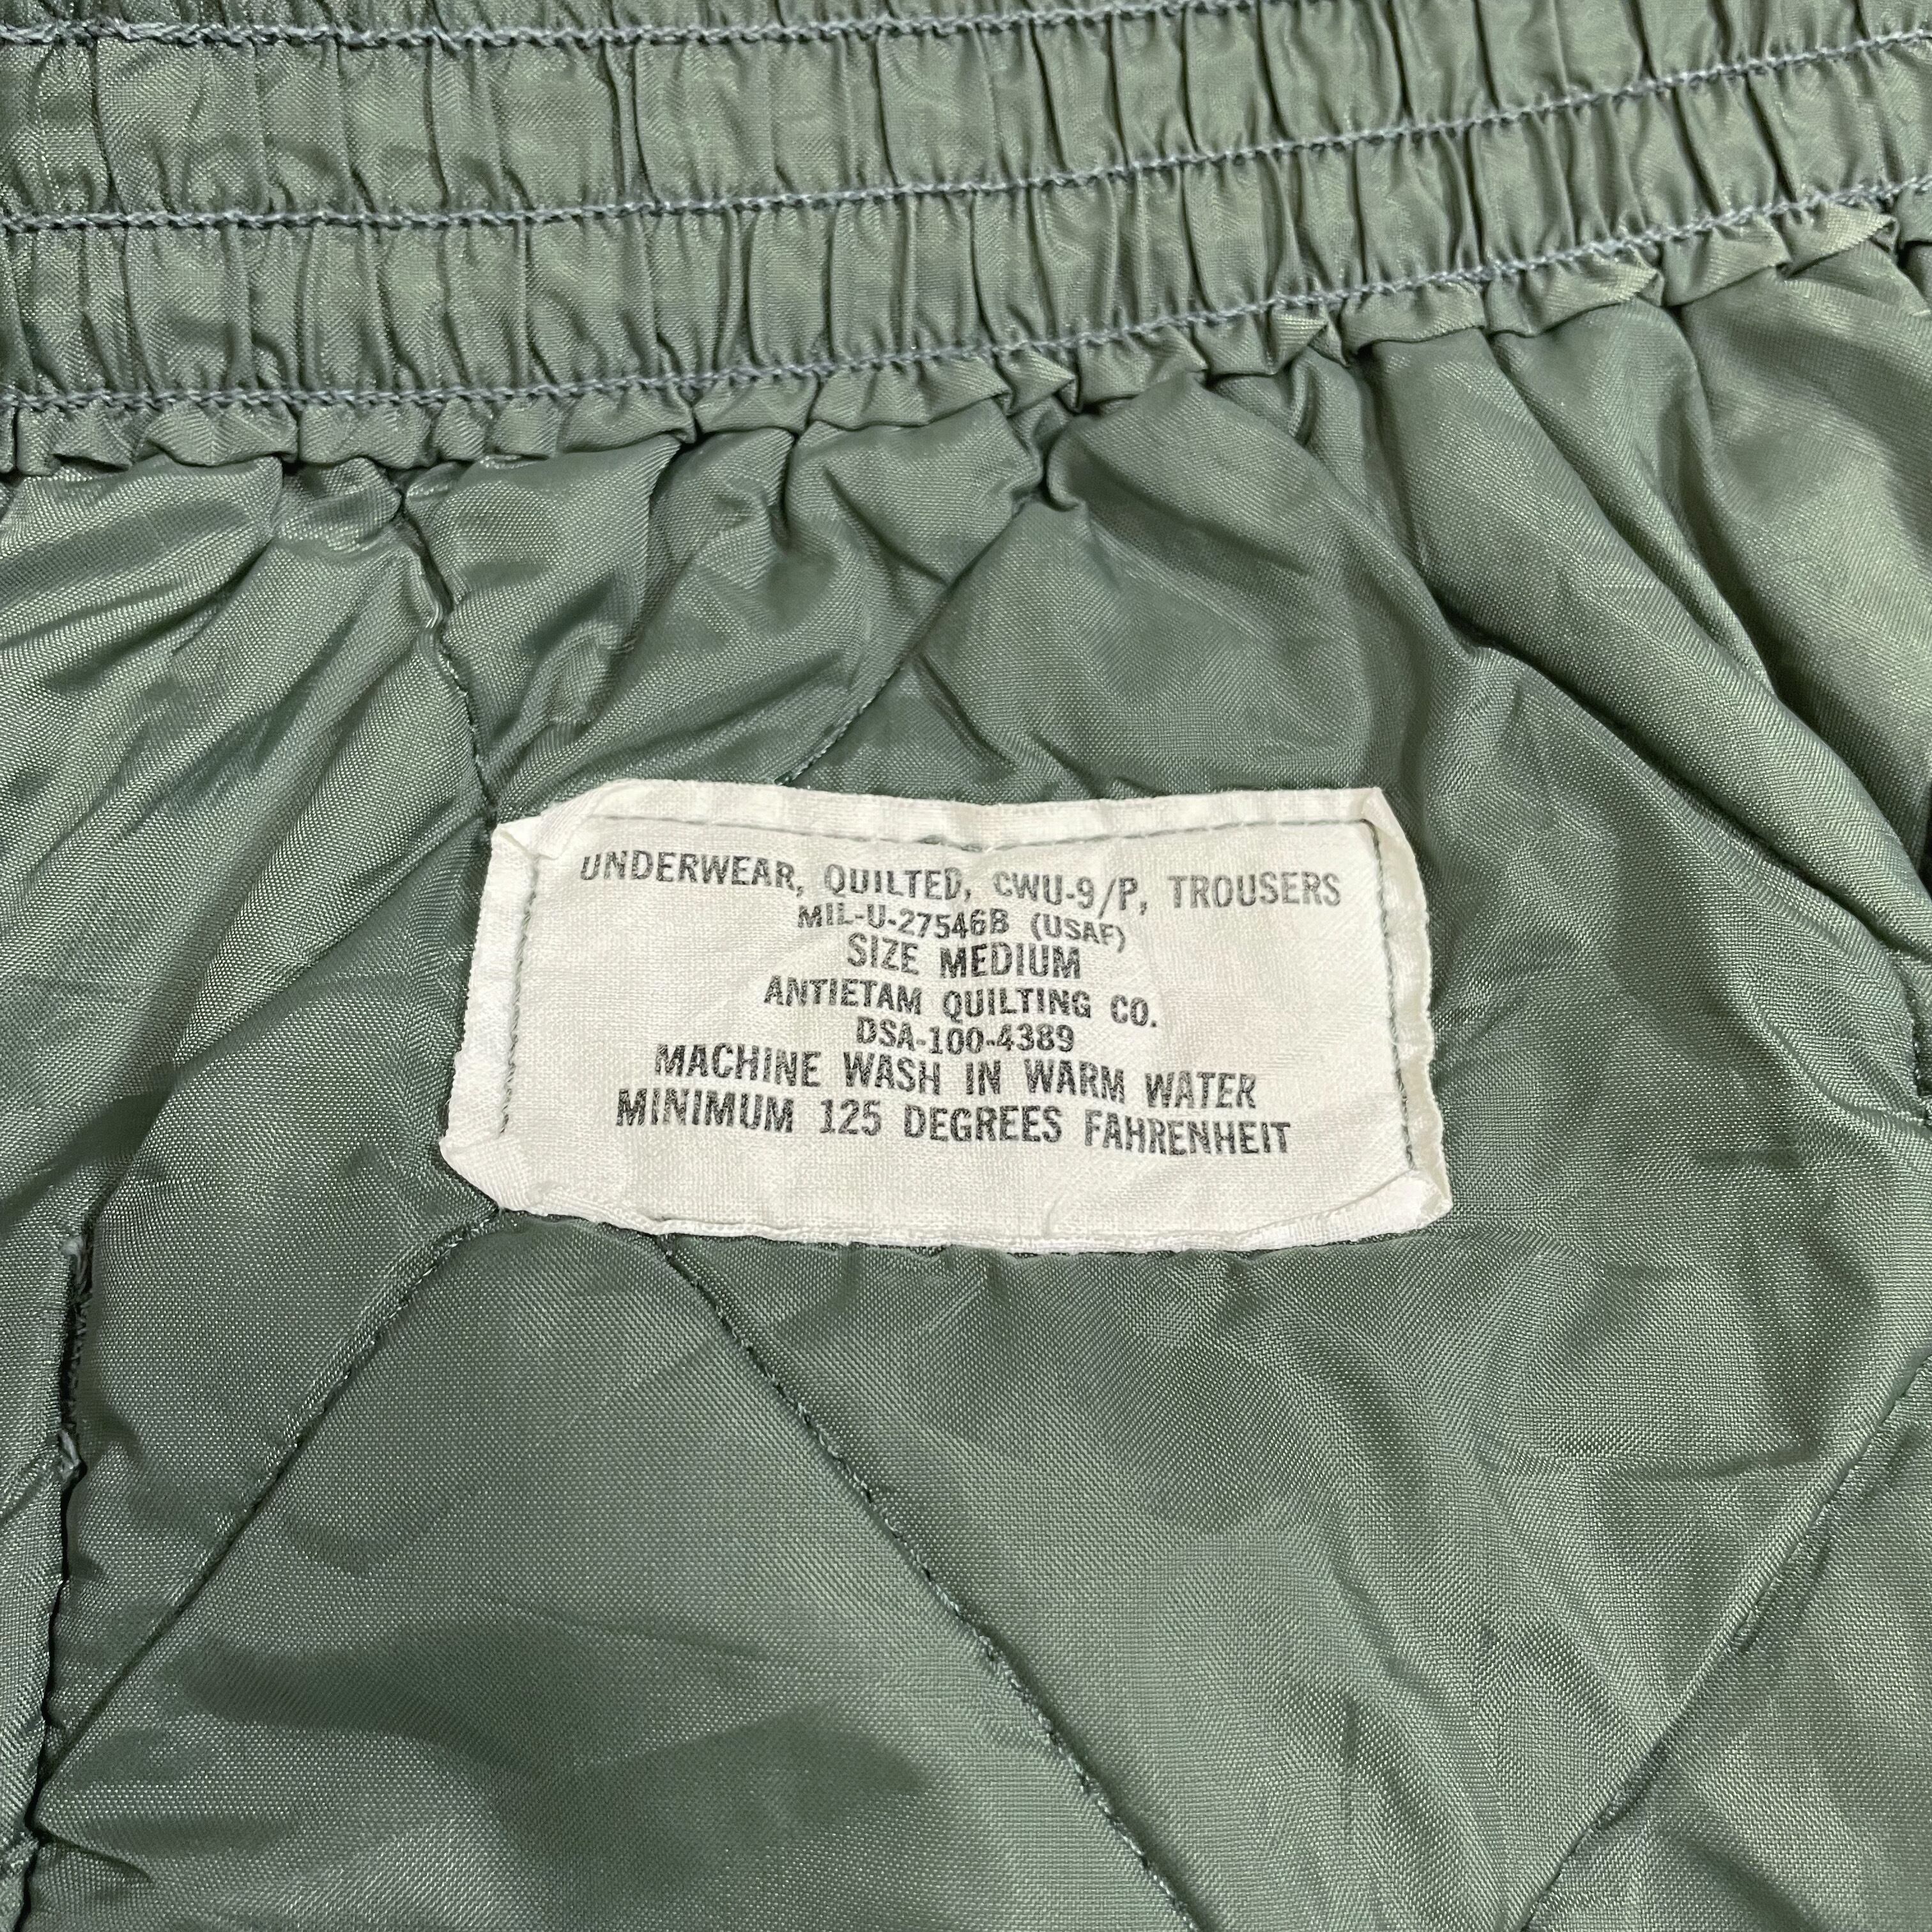 UNDERWEAR, QUILTED, CWU-9/P, TROUSERS
MIL-U-27546B (USAF)
SIZE MEDIUM
ANTIETAM QUILTING CO.
DSA-100-4389
MACHINE WASH IN WARM WATER
MINIMUM 125 DEGREES FAHRENHEIT